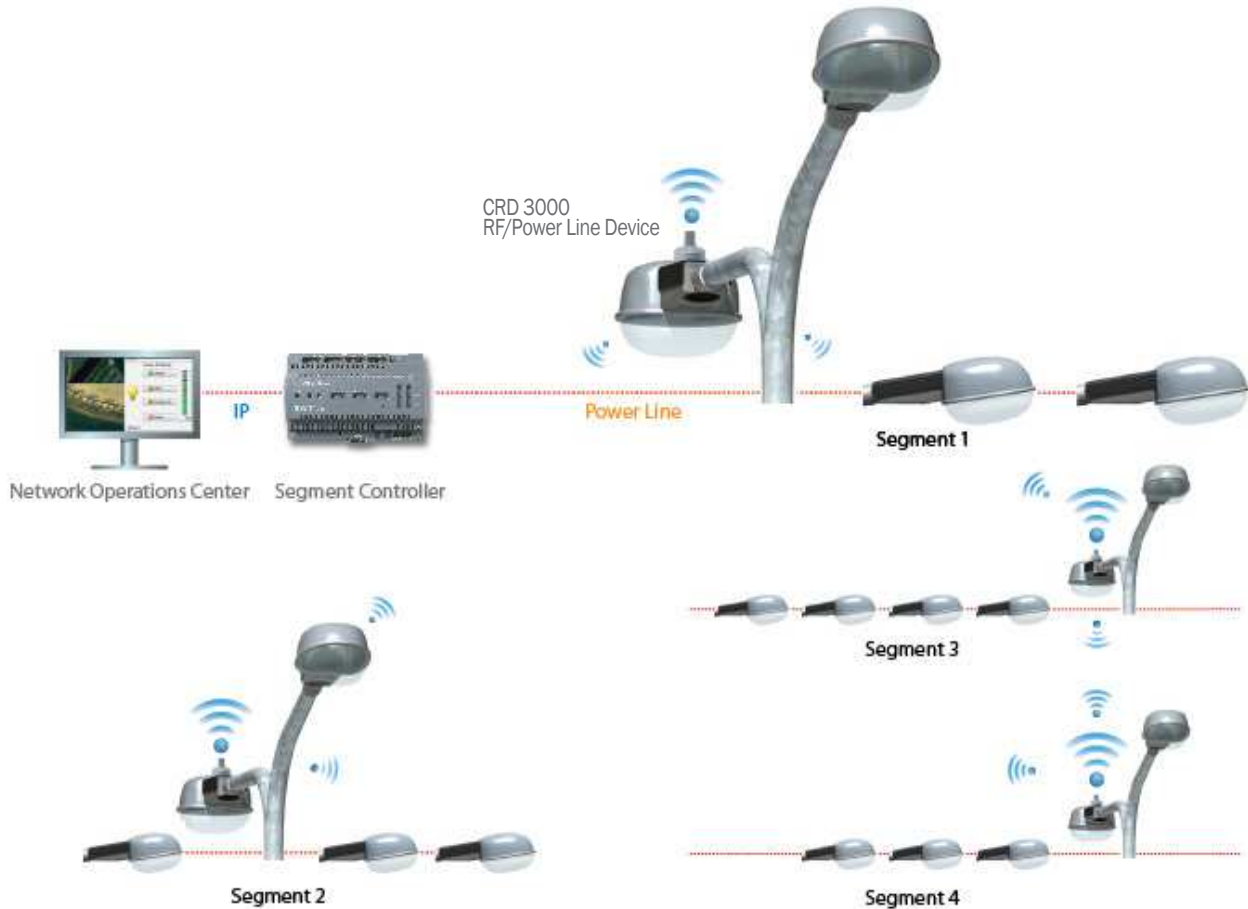 CRD 3000
RF/Power Line Device
IP
Power Line
Segment 1
Network Operations Center
Segment Controller
Segment 3
Segment 2
Segment 4